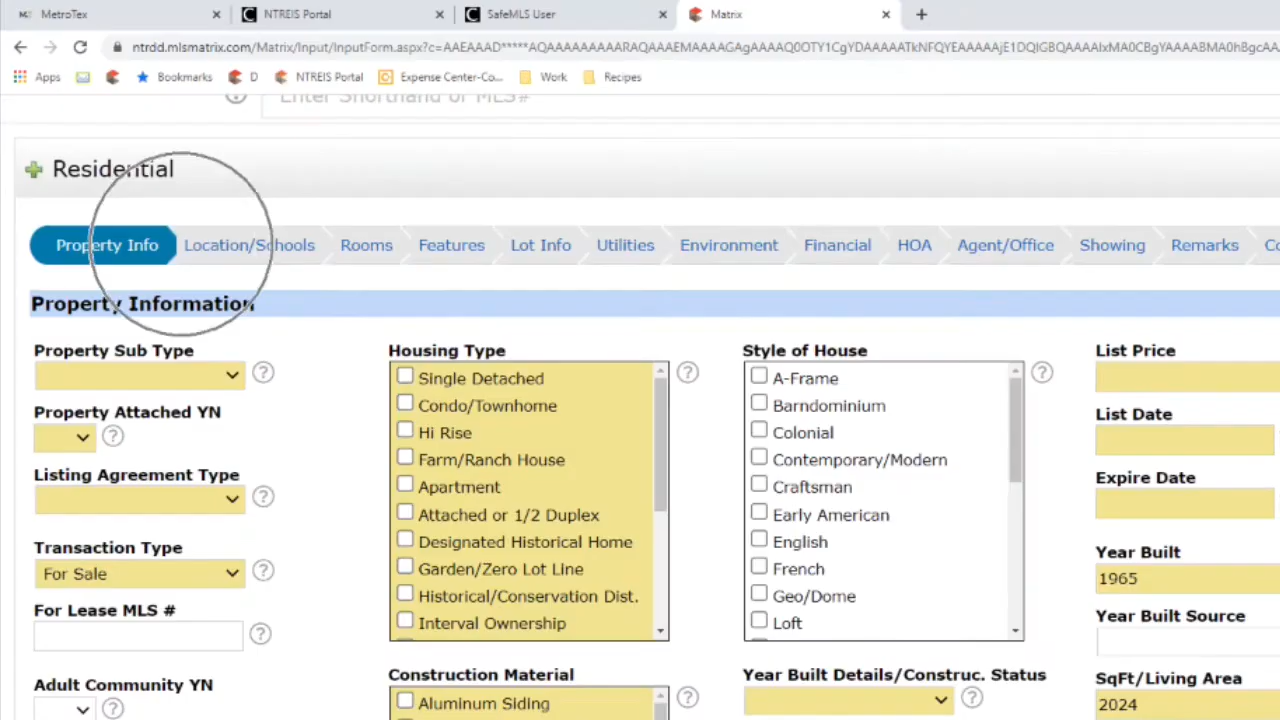 MetroTex
NTREIS Portal
SafeMLS User
Matrix
Apps
Bookmarks
D
NTREIS Portal
Expense Center-Co...
Work
Recipes
Enter Shorthand or MLS#
Residential
Property Info
Location/Schools
Rooms
Features
Lot Info
Utilities
Environment
Financial
HOA
Agent/Office
Showing
Remarks
Property Information
Property Sub Type
Property Attached YN
Listing Agreement Type
Transaction Type
For Sale
For Lease MLS #
Adult Community YN
Housing Type
Single Detached
Condo/Townhome
Hi Rise
Farm/Ranch House
Apartment
Attached or 1/2 Duplex
Designated Historical Home
Garden/Zero Lot Line
Historical/Conservation Dist.
Interval Ownership
Construction Material
Aluminum Siding
Style of House
A-Frame
Barndominium
Colonial
Contemporary/Modern
Craftsman
Early American
English
French
Geo/Dome
Loft
Year Built Details/Construc. Status
List Price
List Date
Expire Date
Year Built
1965
Year Built Source
SqFt/Living Area
2024